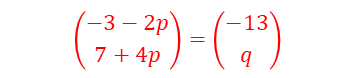 (−3 − 2p) = (−13)
(7 + 4p) (q)